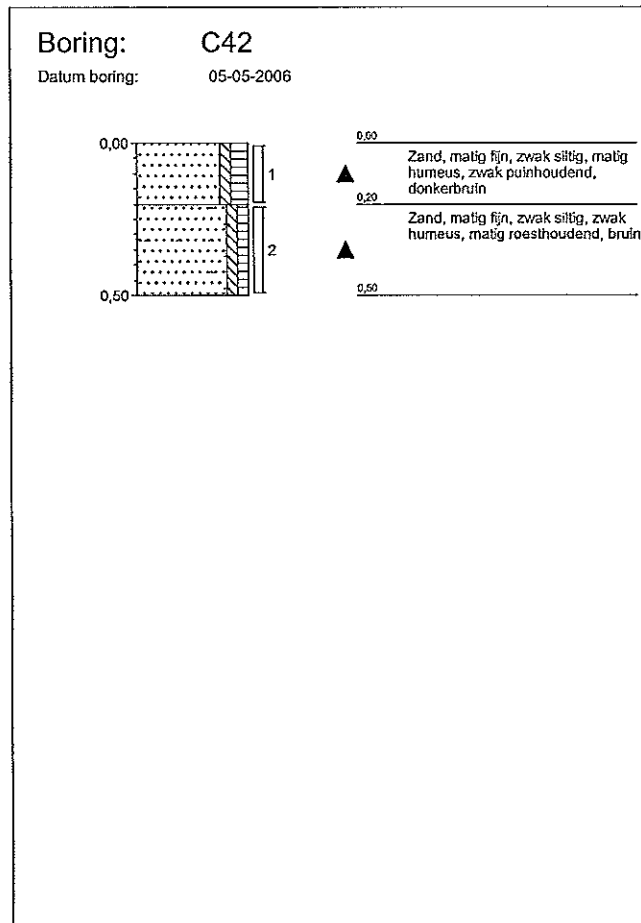 Boring: C42
Datum boring: 05-05-2006
0,00
0,50
1
2
0,00
Zand, matig fijn, zwak siltig, matig
humeus, zwak puinhoudend,
donkerbruin
0,20
Zand, matig fijn, zwak siltig, zwak
humeus, matig roesthoudend, bruin
0,50